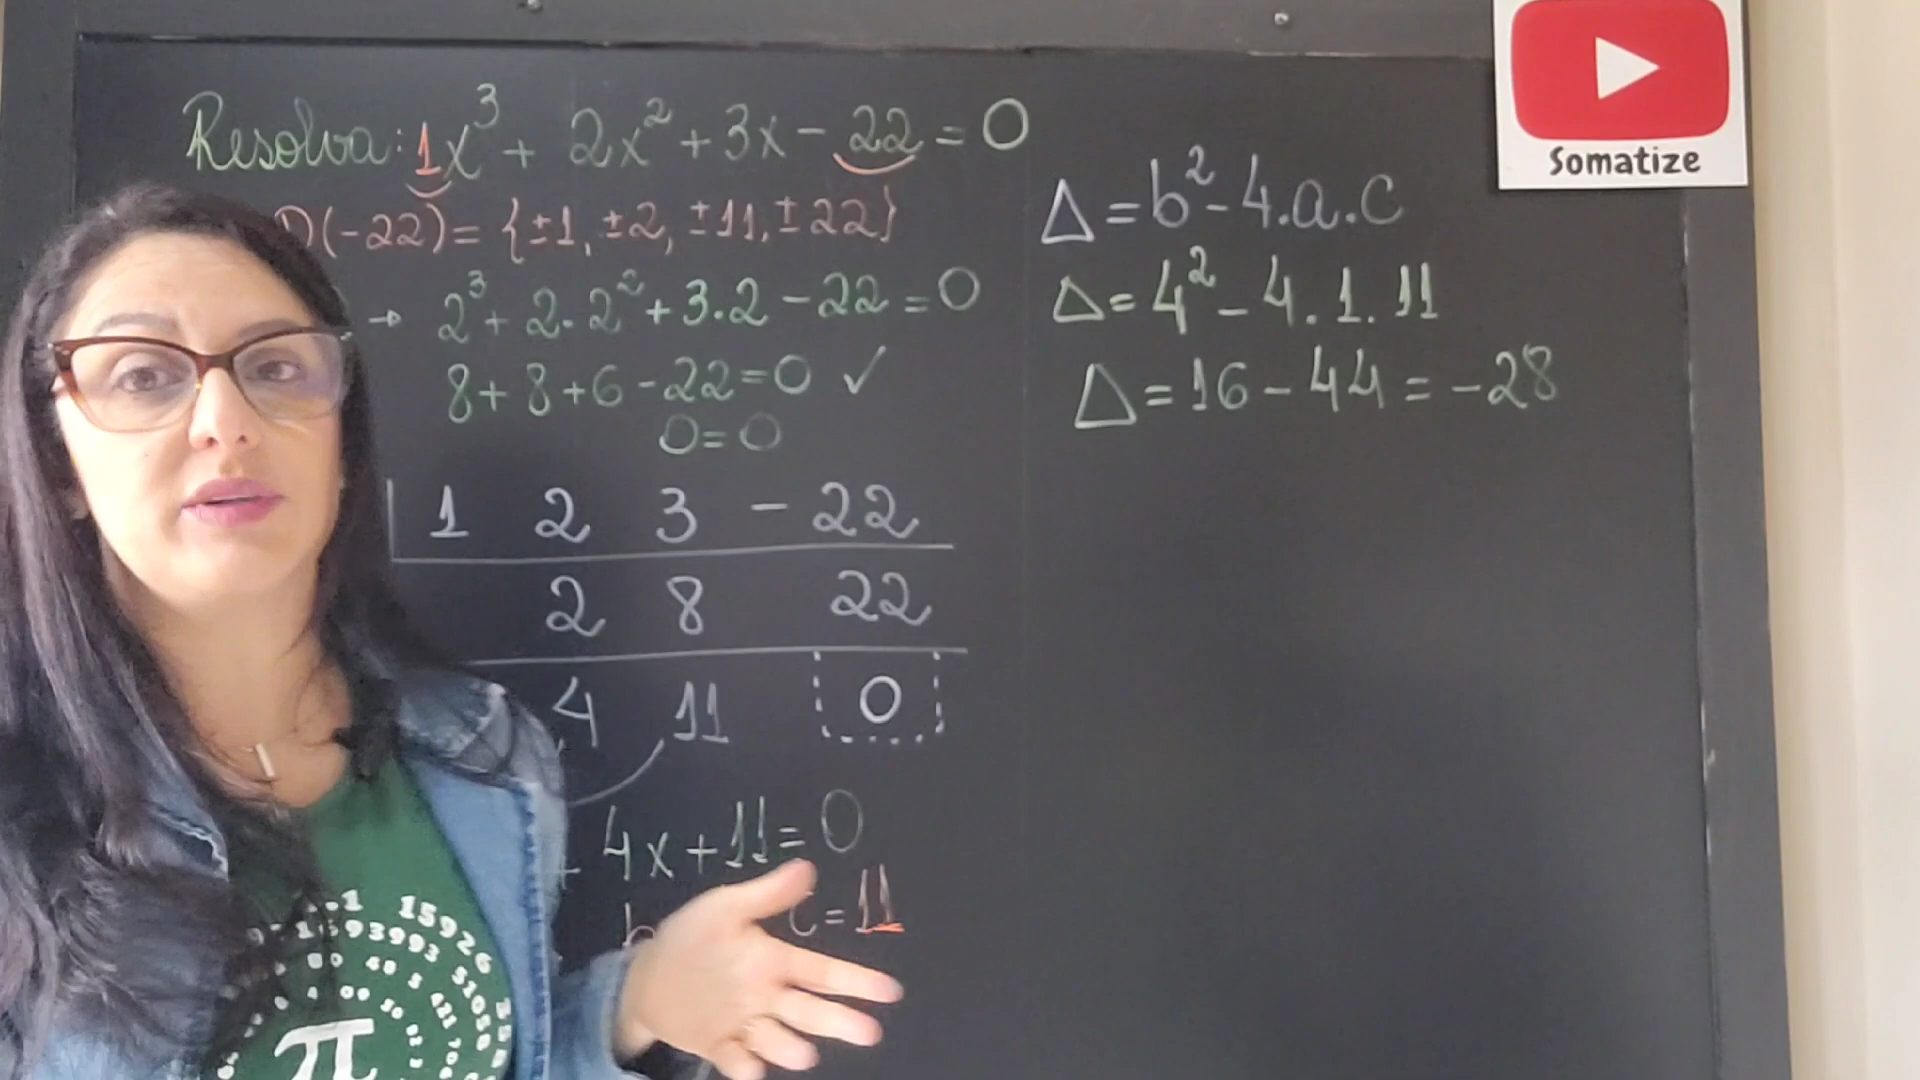 Resolva: 1x³ + 2x² + 3x - 22 = 0
D(-22) = {±1, ±2, ±11, ±22}
→ 2³ + 2.2² + 3.2 - 22 = 0
8 + 8 + 6 - 22 = 0 ✓
0 = 0
1 2 3 - 22
2 8 22
4 11 0
+ 4x + 11 = 0
b c = 11
Δ = b² - 4.a.c
Δ = 4² - 4.1.11
Δ = 16 - 44 = -28
Somatize
15926
π